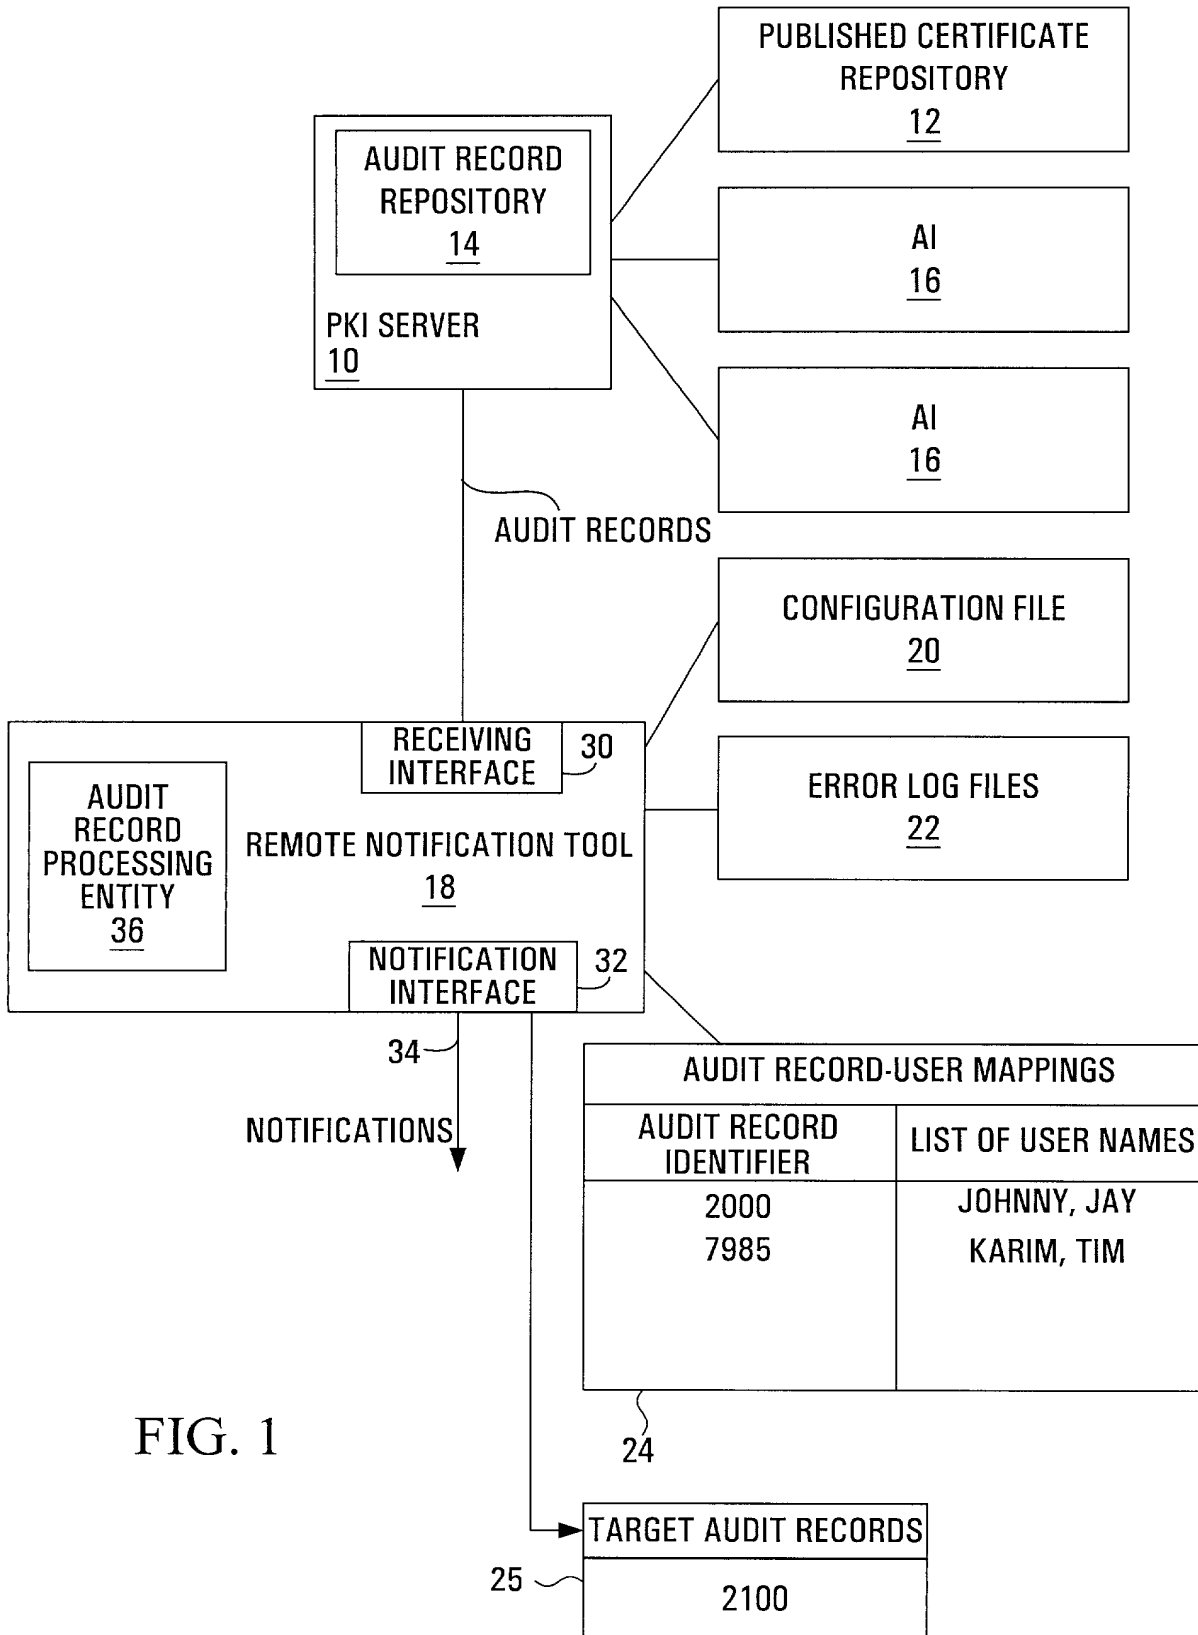 PUBLISHED CERTIFICATE
REPOSITORY
12
AUDIT RECORD
REPOSITORY
14
PKI SERVER
10
AI
16
AI
16
AUDIT RECORDS
CONFIGURATION FILE
20
ERROR LOG FILES
22
RECEIVING
INTERFACE
30
AUDIT
RECORD
PROCESSING
ENTITY
36
REMOTE NOTIFICATION TOOL
18
NOTIFICATION
INTERFACE
32
34
NOTIFICATIONS
AUDIT RECORD-USER MAPPINGS
AUDIT RECORD
IDENTIFIER
LIST OF USER NAMES
2000
JOHNNY, JAY
7985
KARIM, TIM
24
FIG. 1
TARGET AUDIT RECORDS
25
2100